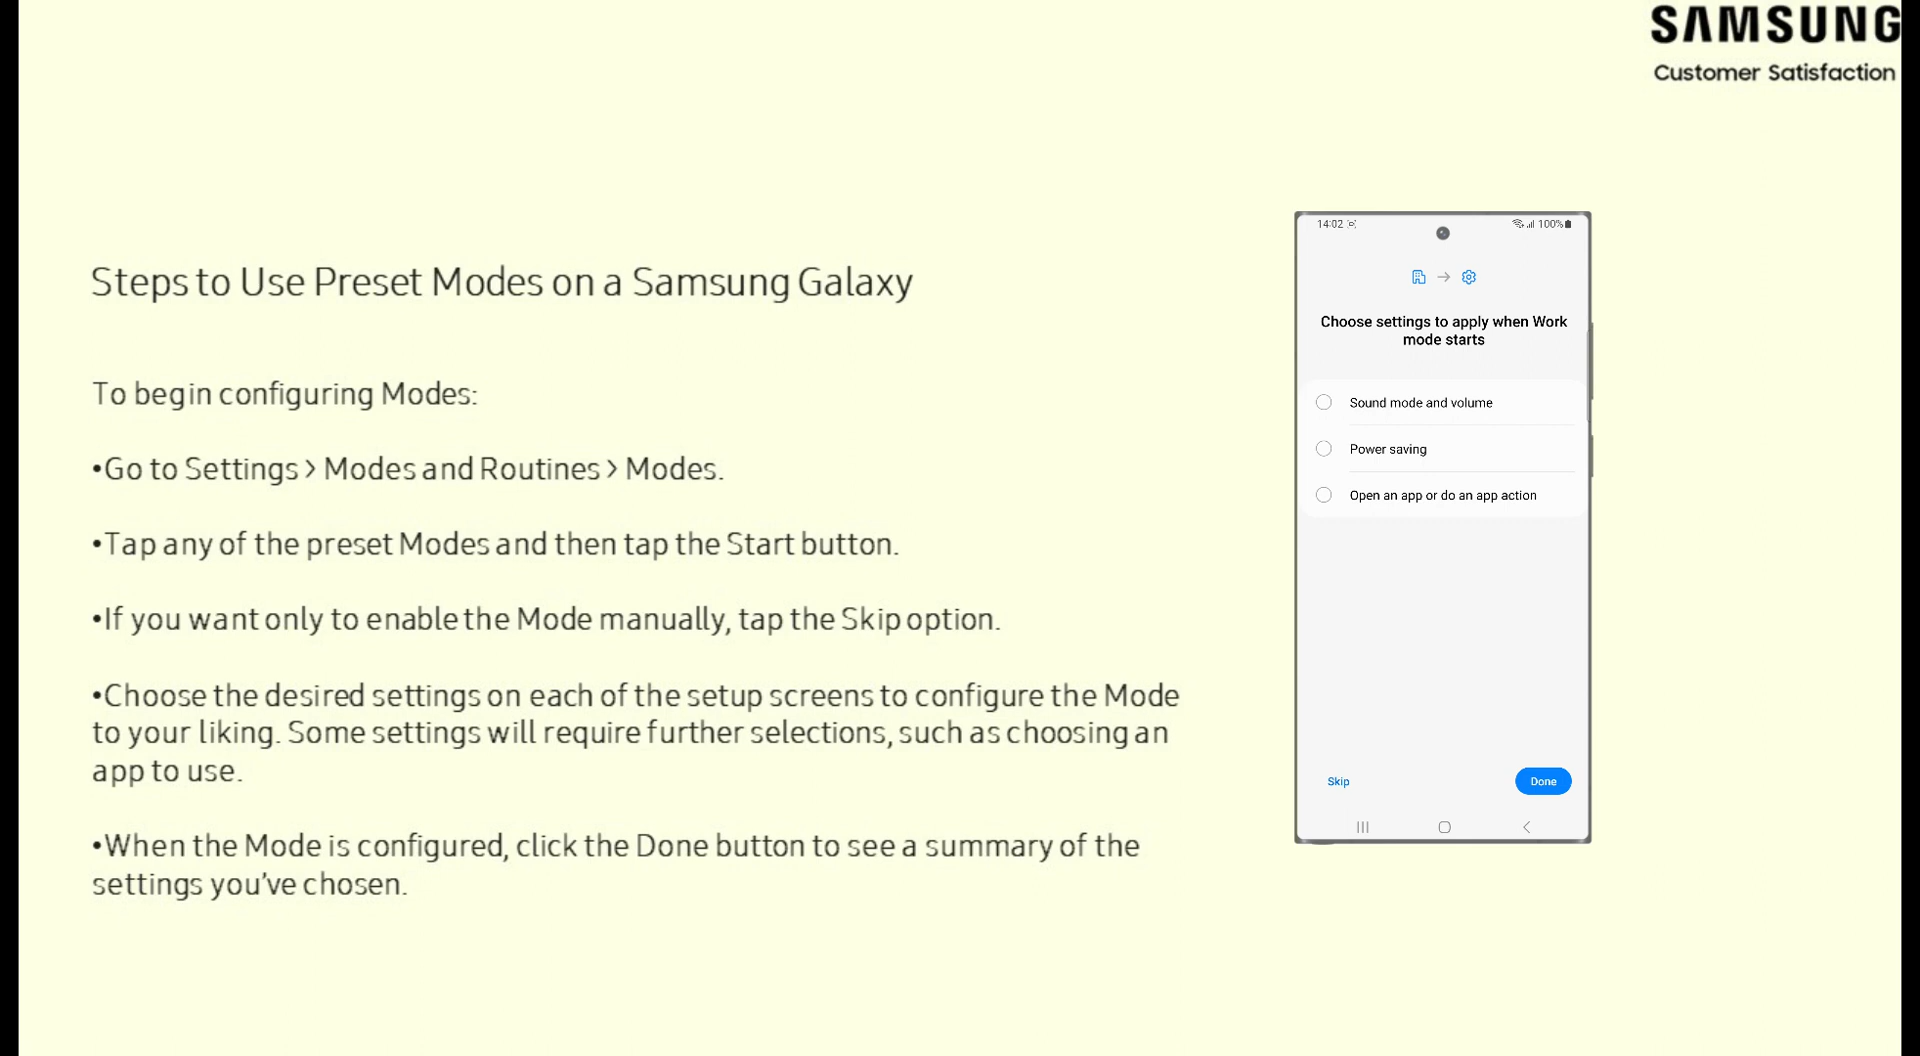 SAMSUNG
Customer Satisfaction
Steps to Use Preset Modes on a Samsung Galaxy
To begin configuring Modes:
•Go to Settings > Modes and Routines > Modes.
•Tap any of the preset Modes and then tap the Start button.
•If you want only to enable the Mode manually, tap the Skip option.
•Choose the desired settings on each of the setup screens to configure the Mode
to your liking. Some settings will require further selections, such as choosing an
app to use.
•When the Mode is configured, click the Done button to see a summary of the
settings you've chosen.
14:02
100%
Choose settings to apply when Work
mode starts
Sound mode and volume
Power saving
Open an app or do an app action
Skip
Done